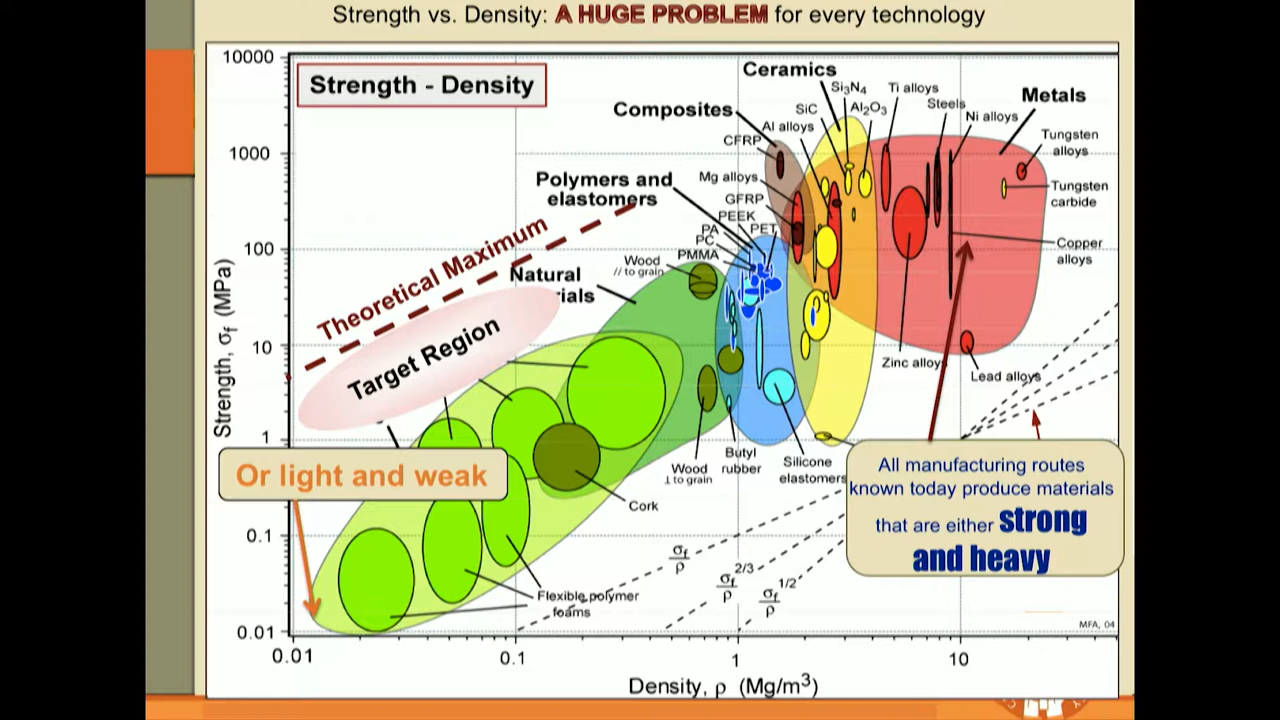 Strength vs. Density: A HUGE PROBLEM for every technology
10000
Strength - Density
Ceramics
Si3N4
Ti alloys
Metals
Composites
SiC
Al2O3
Steels
Ni alloys
Al alloys
Tungsten
alloys
CFRP
1000
Polymers and
elastomers
Mg alloys
GFRP
Tungsten
carbide
PEEK
PA
PET
PC
PMMA
100
Copper
alloys
Theoretical Maximum
Natural
ials
Wood
// to grain
Strength, σf (MPa)
Target Region
10
Zinc alloys
Lead alloys
1
Or light and weak
Wood
⊥ to grain
Butyl
rubber
Silicone
elastomers
All manufacturing routes
known today produce materials
that are either strong
and heavy
Cork
0.1
σf
ρ
σf2/3
ρ
σf1/2
ρ
Flexible polymer
foams
0.01
MFA, 04
0.01
0.1
1
10
Density, ρ (Mg/m3)